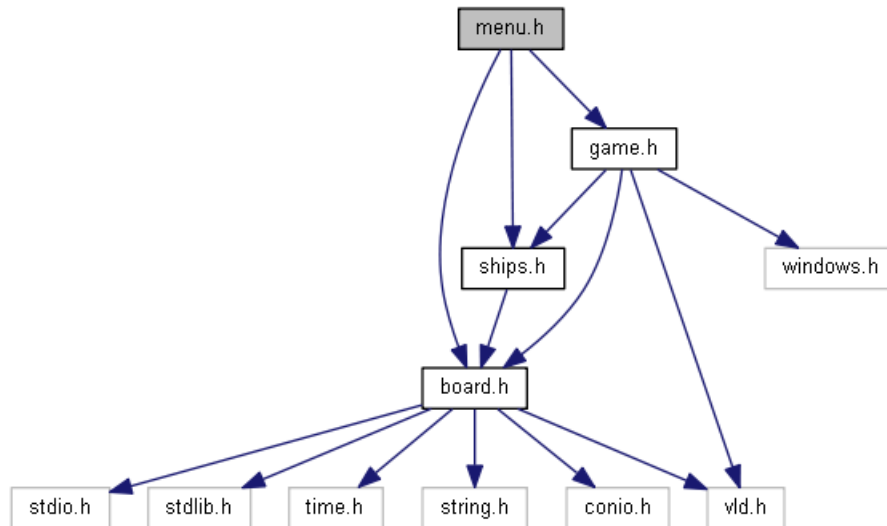 menu.h
game.h
ships.h
windows.h
board.h
stdio.h
stdlib.h
time.h
string.h
conio.h
vld.h